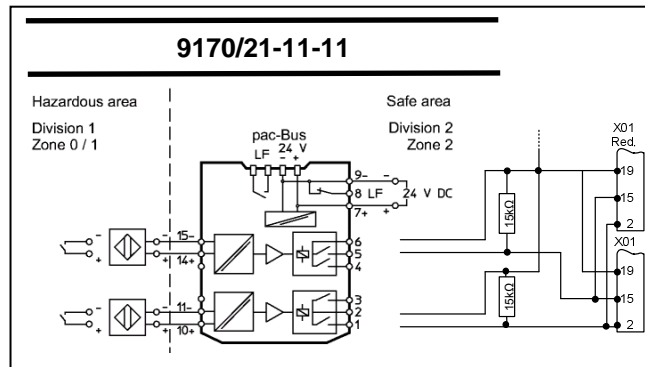 9170/21-11-11
Hazardous area
Safe area
Division 1
Zone 0 / 1
Division 2
Zone 2
pac-Bus
LF 24 V
- +
9- -
8 LF 24 V DC
7+ +
X01
Red.
19
15
2
X01
19
15
2
15kΩ
15kΩ
- - 15-
+ + 14+
6
5
4
- - 11-
+ + 10+
3
2
1